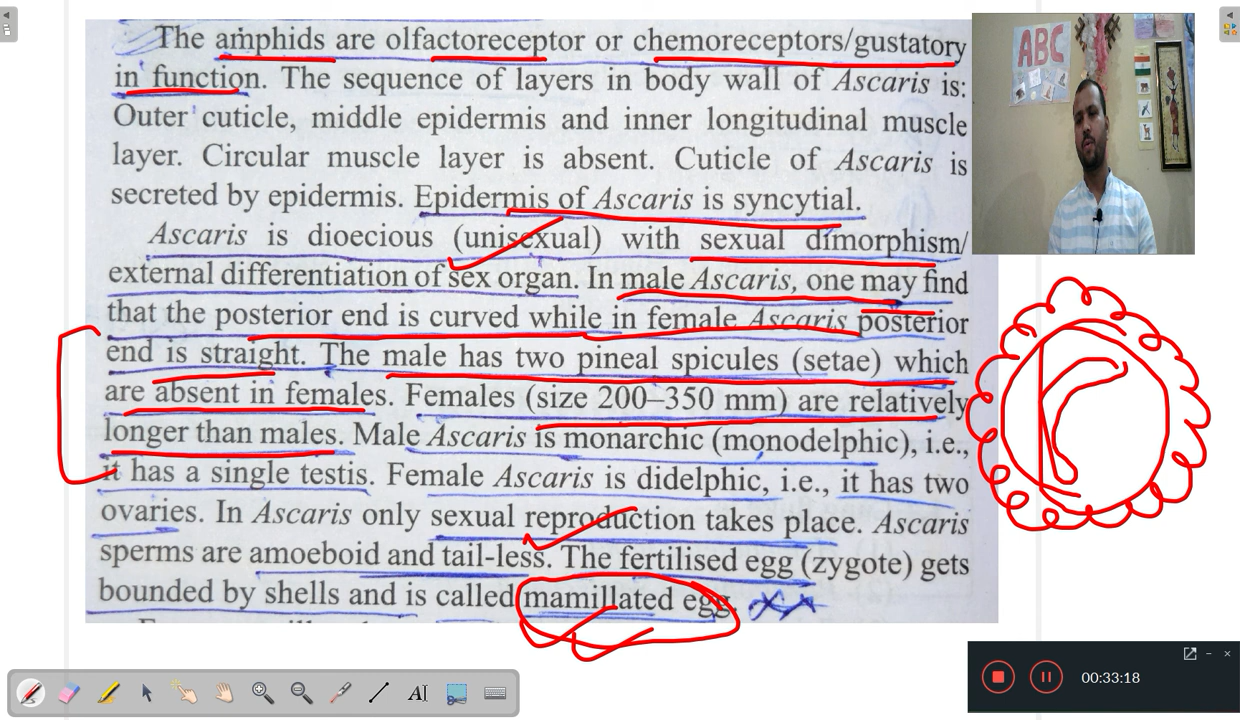 The amphids are olfactoreceptor or chemoreceptors/gustatory
in function. The sequence of layers in body wall of Ascaris is:
Outer cuticle, middle epidermis and inner longitudinal muscle
layer. Circular muscle layer is absent. Cuticle of Ascaris is
secreted by epidermis. Epidermis of Ascaris is syncytial.
Ascaris is dioecious (unisexual) with sexual dimorphism/
external differentiation of sex organ. In male Ascaris, one may find
that the posterior end is curved while in female Ascaris posterior
end is straight. The male has two pineal spicules (setae) which
are absent in females. Females (size 200–350 mm) are relatively
longer than males. Male Ascaris is monarchic (monodelphic), i.e.,
it has a single testis. Female Ascaris is didelphic, i.e., it has two
ovaries. In Ascaris only sexual reproduction takes place. Ascaris
sperms are amoeboid and tail-less. The fertilised egg (zygote) gets
bounded by shells and is called mamillated egg.
ABC
A
00:33:18